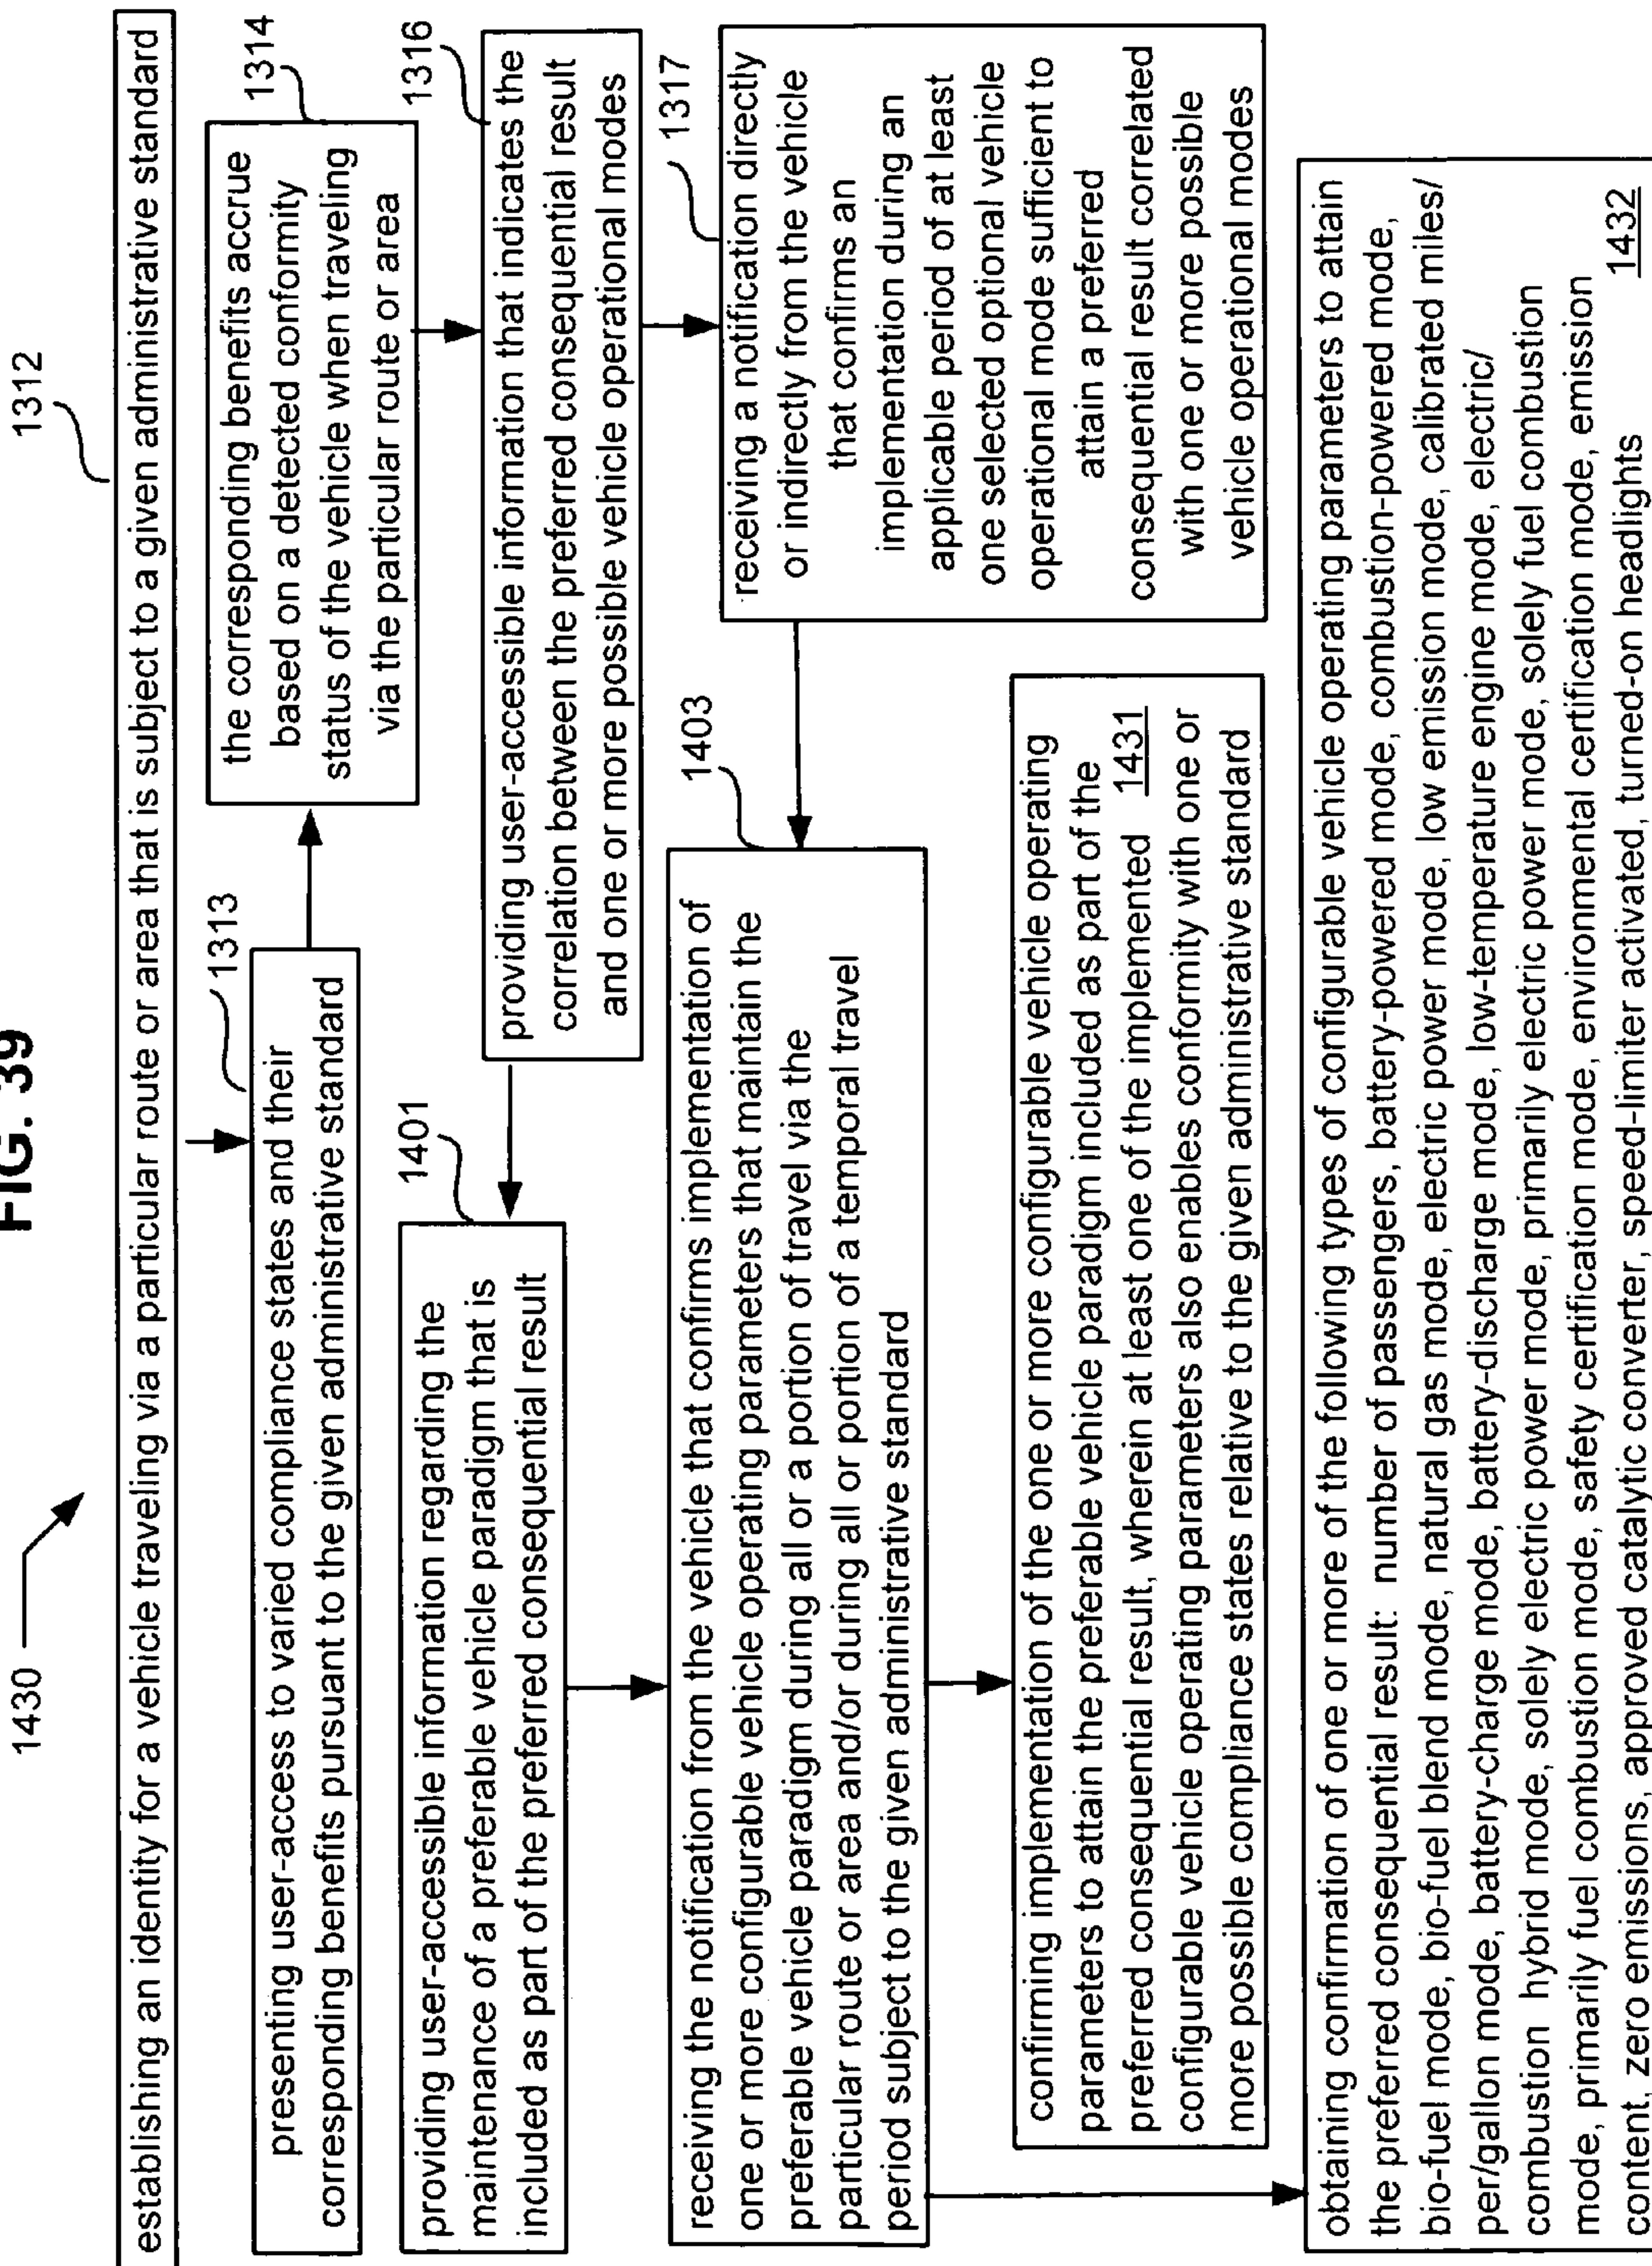 FIG. 39
1430
1312
establishing an identity for a vehicle traveling via a particular route or area that is subject to a given administrative standard
1313
presenting user-access to varied compliance states and their
corresponding benefits pursuant to the given administrative standard
1314
the corresponding benefits accrue
based on a detected conformity
status of the vehicle when traveling
via the particular route or area
1316
providing user-accessible information that indicates the
correlation between the preferred consequential result
and one or more possible vehicle operational modes
1401
providing user-accessible information regarding the
maintenance of a preferable vehicle paradigm that is
included as part of the preferred consequential result
1317
receiving a notification directly
or indirectly from the vehicle
that confirms an
implementation during an
applicable period of at least
one selected optional vehicle
operational mode sufficient to
attain a preferred
consequential result correlated
with one or more possible
vehicle operational modes
1403
receiving the notification from the vehicle that confirms implementation of
one or more configurable vehicle operating parameters that maintain the
preferable vehicle paradigm during all or a portion of travel via the
particular route or area and/or during all or portion of a temporal travel
period subject to the given administrative standard
confirming implementation of the one or more configurable vehicle operating
parameters to attain the preferable vehicle paradigm included as part of the
preferred consequential result, wherein at least one of the implemented 1431
configurable vehicle operating parameters also enables conformity with one or
more possible compliance states relative to the given administrative standard
obtaining confirmation of one or more of the following types of configurable vehicle operating parameters to attain
the preferred consequential result: number of passengers, battery-powered mode, combustion-powered mode,
bio-fuel mode, bio-fuel blend mode, natural gas mode, electric power mode, low emission mode, calibrated miles/
per/gallon mode, battery-charge mode, battery-discharge mode, low-temperature engine mode, electric/
combustion hybrid mode, solely electric power mode, primarily electric power mode, solely fuel combustion
mode, primarily fuel combustion mode, safety certification mode, environmental certification mode, emission
content, zero emissions, approved catalytic converter, speed-limiter activated, turned-on headlights 1432